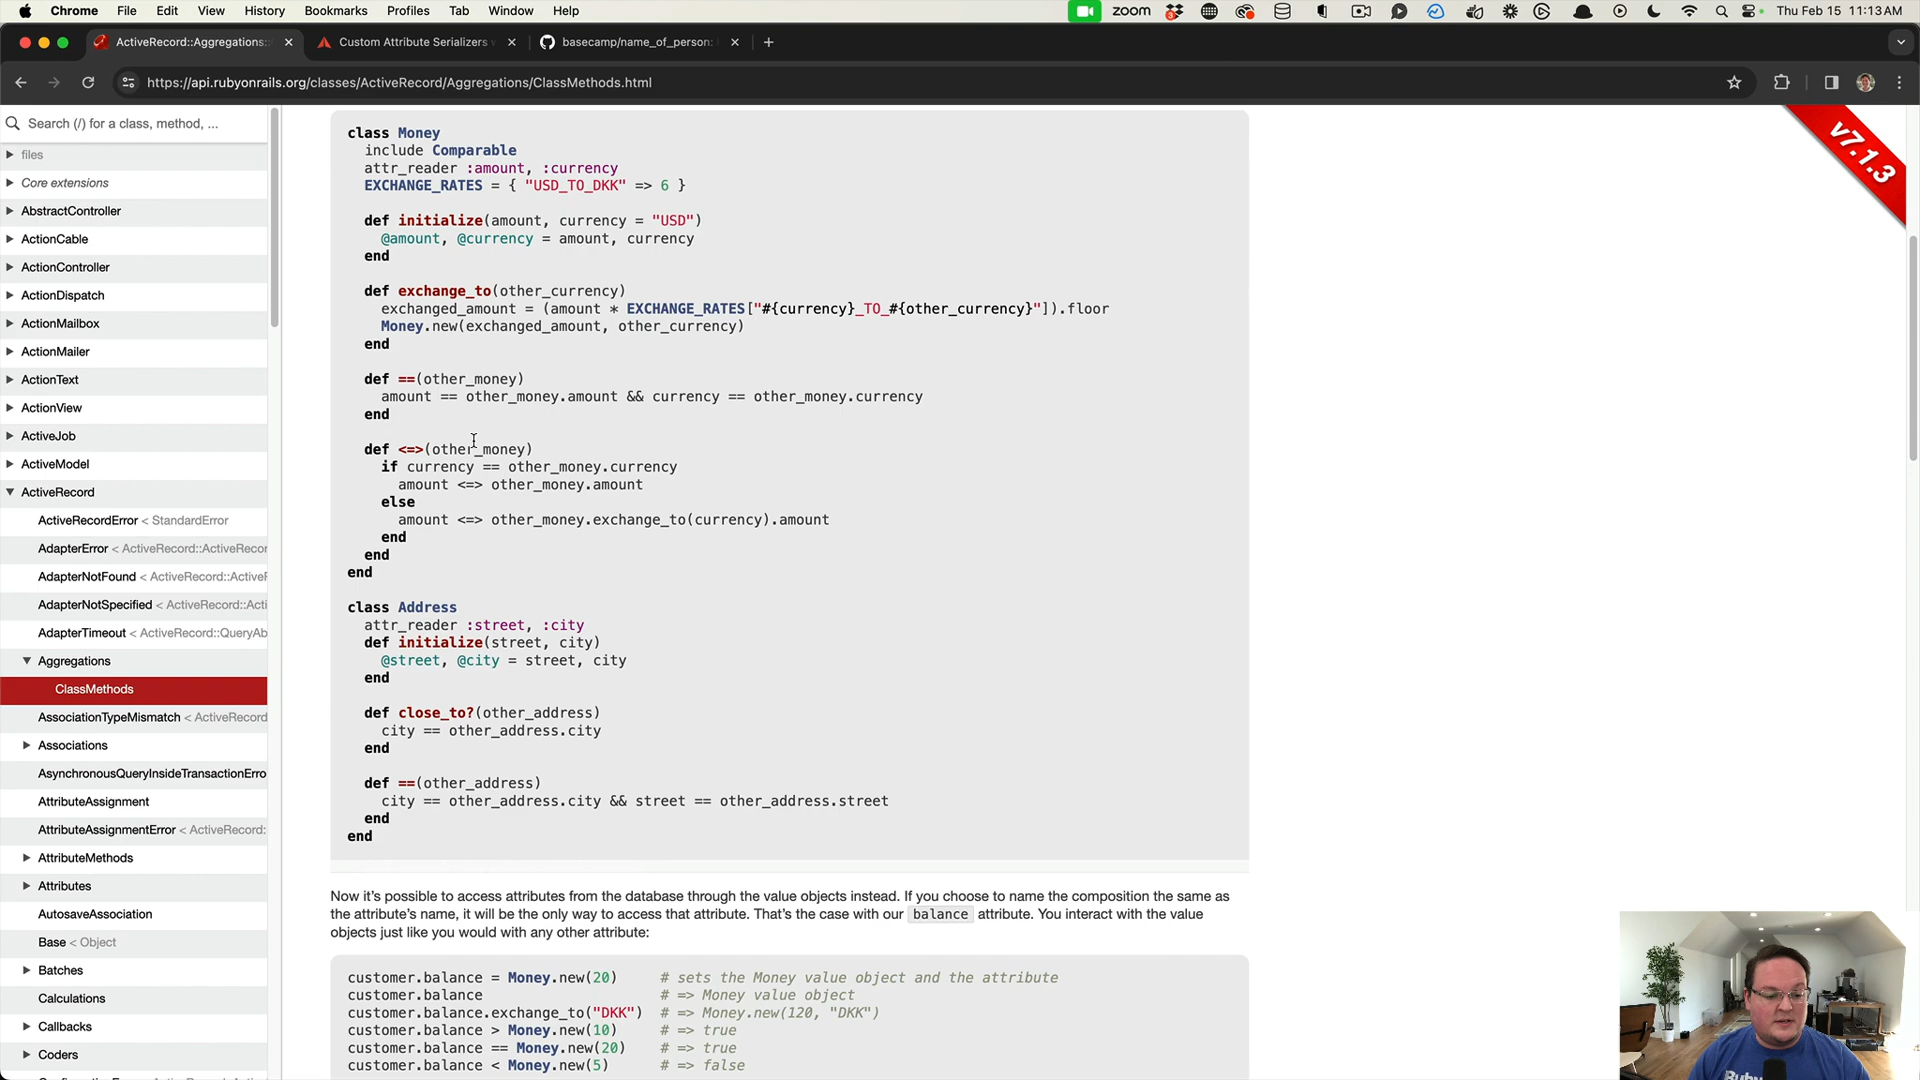 Chrome File Edit View History Bookmarks Profiles Tab Window Help zoom 3 Thu Feb 15 11:13 AM
ActiveRecord::Aggregations:: Custom Attribute Serializers basecamp/name_of_person:
https://api.rubyonrails.org/classes/ActiveRecord/Aggregations/ClassMethods.html
Search (/) for a class, method, ...
files
Core extensions
AbstractController
ActionCable
ActionController
ActionDispatch
ActionMailbox
ActionMailer
ActionText
ActionView
ActiveJob
ActiveModel
ActiveRecord
ActiveRecordError < StandardError
AdapterError < ActiveRecor
AdapterNotFound < Active
AdapterNotSpecified < Acti
AdapterTimeout < ActiveRecord::QueryAb
Aggregations
ClassMethods
AssociationTypeMismatch < ActiveRecord
Associations
AsynchronousQueryInsideTransactionErro
AttributeAssignment
AttributeAssignmentError < ActiveRecord:
AttributeMethods
Attributes
AutosaveAssociation
Base < Object
Batches
Calculations
Callbacks
Coders
class Money
include Comparable
attr_reader :amount, :currency
EXCHANGE_RATES = { "USD_TO_DKK" => 6 }
def initialize(amount, currency = "USD")
@amount, @currency = amount, currency
end
def exchange_to(other_currency)
exchanged_amount = (amount * EXCHANGE_RATES["#{currency}_TO_#{other_currency}"]).floor
Money.new(exchanged_amount, other_currency)
end
def ==(other_money)
amount == other_money.amount && currency == other_money.currency
end
def <=>(other_money)
if currency == other_money.currency
amount <=> other_money.amount
else
amount <=> other_money.exchange_to(currency).amount
end
end
end
class Address
attr_reader :street, :city
def initialize(street, city)
@street, @city = street, city
end
def close_to?(other_address)
city == other_address.city
end
def ==(other_address)
city == other_address.city && street == other_address.street
end
end
Now it's possible to access attributes from the database through the value objects instead. If you choose to name the composition the same as
the attribute's name, it will be the only way to access that attribute. That's the case with our balance attribute. You interact with the value
objects just like you would with any other attribute:
customer.balance = Money.new(20) # sets the Money value object and the attribute
customer.balance # => Money value object
customer.balance.exchange_to("DKK") # => Money.new(120, "DKK")
customer.balance > Money.new(10) # => true
customer.balance == Money.new(20) # => true
customer.balance < Money.new(5) # => false
v7.1.3
Ruby